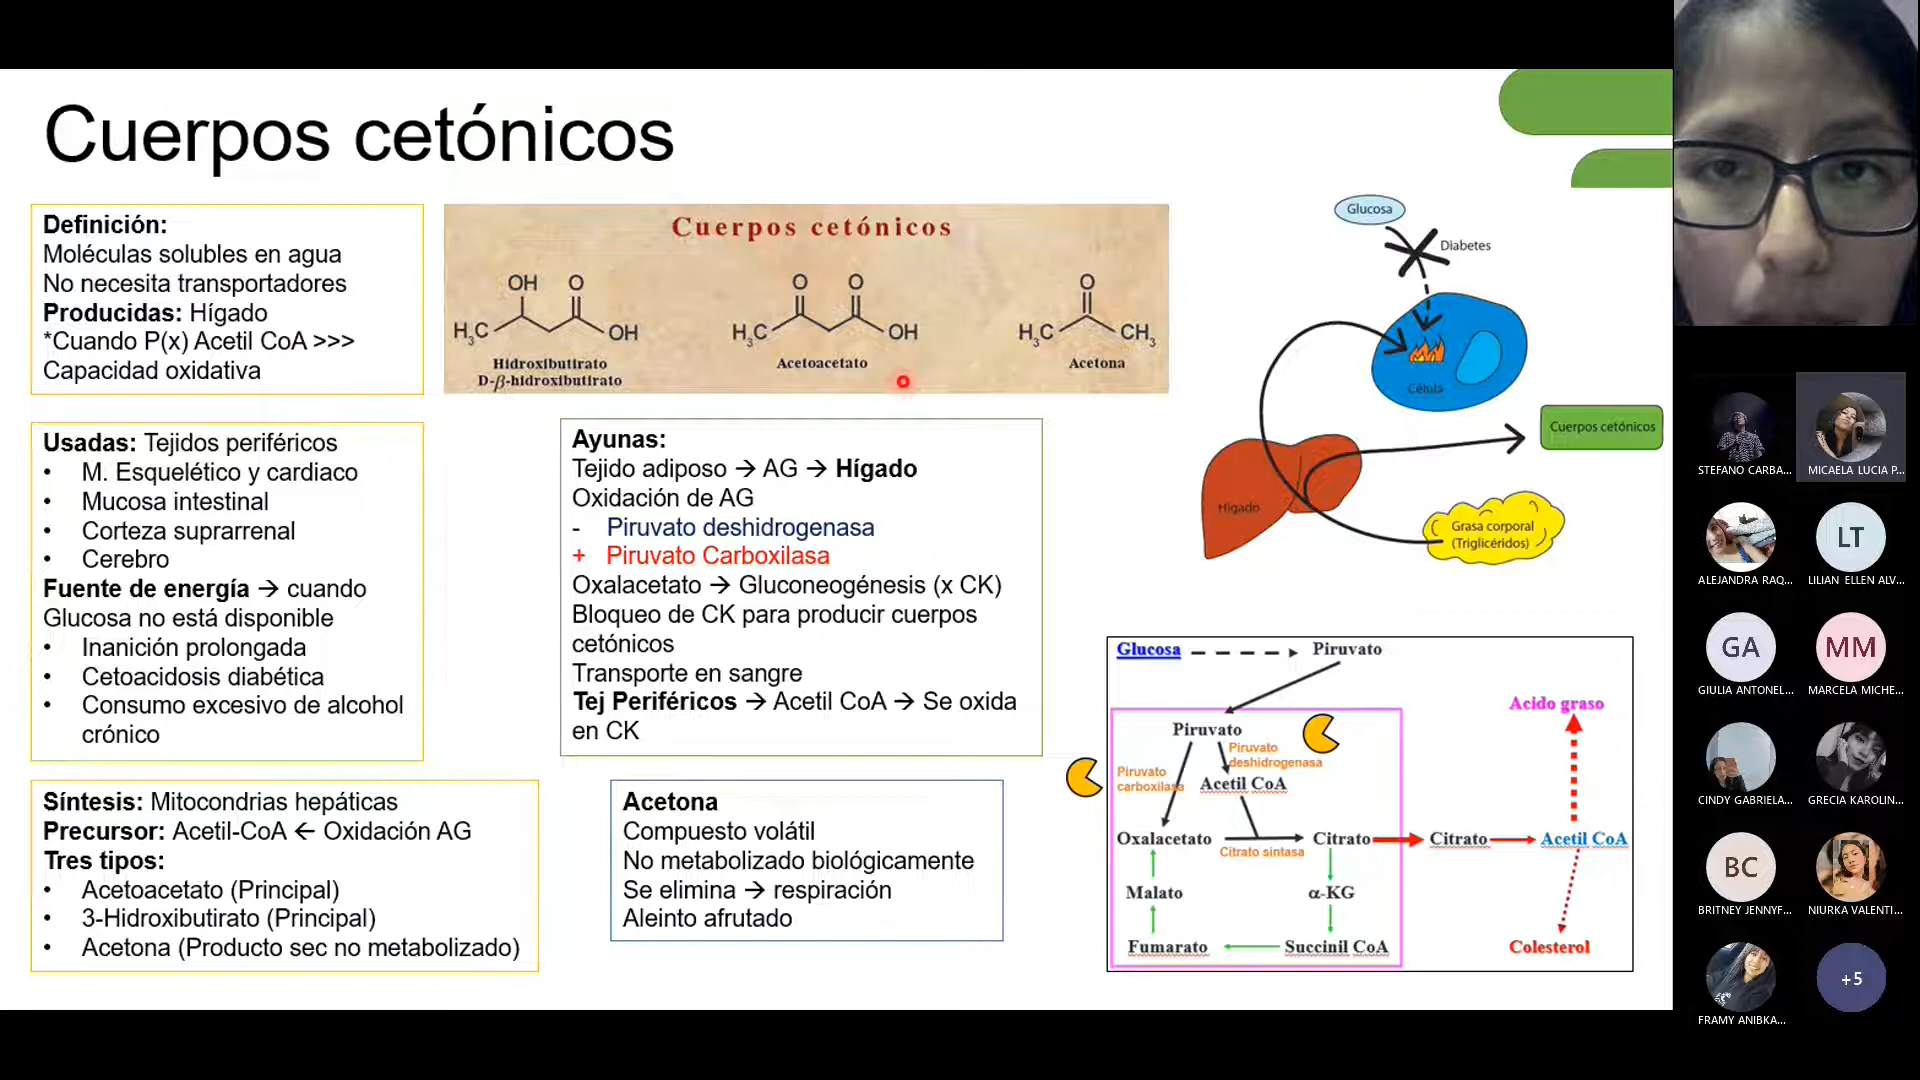 Cuerpos cetónicos
Definición:
Moléculas solubles en agua
No necesita transportadores
Producidas: Hígado
*Cuando P(x) Acetil CoA >>>
Capacidad oxidativa
Cuerpos cetónicos
OH O
H3C OH
Hidroxibutirato
D-β-hidroxibutirato
O O
H3C OH
Acetoacetato
O
H3C CH3
Acetona
Usadas: Tejidos periféricos
• M. Esquelético y cardiaco
• Mucosa intestinal
• Corteza suprarrenal
• Cerebro
Fuente de energía → cuando
Glucosa no está disponible
• Inanición prolongada
• Cetoacidosis diabética
• Consumo excesivo de alcohol
crónico
Ayunas:
Tejido adiposo → AG → Hígado
Oxidación de AG
- Piruvato deshidrogenasa
+ Piruvato Carboxilasa
Oxalacetato → Gluconeogénesis (x CK)
Bloqueo de CK para producir cuerpos
cetónicos
Transporte en sangre
Tej Periféricos → Acetil CoA → Se oxida
en CK
Síntesis: Mitocondrias hepáticas
Precursor: Acetil-CoA ← Oxidación AG
Tres tipos:
• Acetoacetato (Principal)
• 3-Hidroxibutirato (Principal)
• Acetona (Producto sec no metabolizado)
Acetona
Compuesto volátil
No metabolizado biológicamente
Se elimina → respiración
Aleinto afrutado
Glucosa
Diabetes
Célula
Cuerpos cetónicos
Hígado
Grasa corporal
(Triglicéridos)
Glucosa Piruvato
Piruvato
Piruvato
deshidrogenasa
Piruvato
carboxilasa
Acetil CoA
Oxalacetato Citrato Citrato Acetil CoA
Citrato sintasa
Malato α-KG
Fumarato Succinil CoA
Acido graso
Colesterol
STEFANO CARBA...
MICAELA LUCIA P...
ALEJANDRA RAQ...
LT
LILIAN ELLEN ALV...
GA
GIULIA ANTONEL...
MM
MARCELA MICHE...
CINDY GABRIELA...
GRECIA KAROLIN...
BC
BRITNEY JENNYF...
NIURKA VALENTI...
FRAMY ANIBKA...
+5